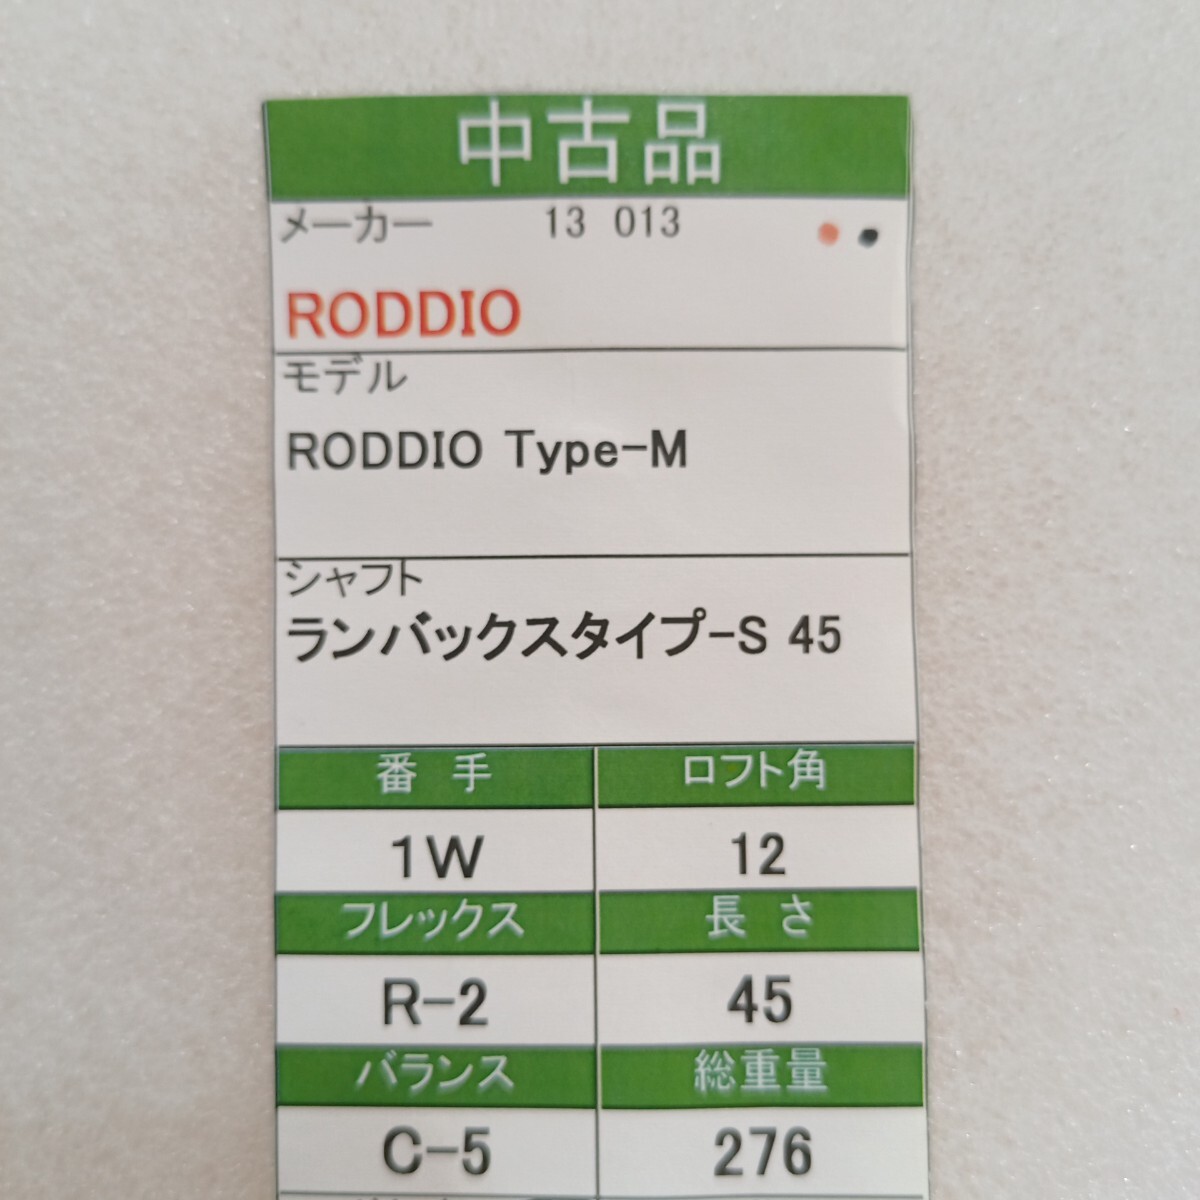 中古品
メーカー 13 013
RODDIO
モデル
RODDIO Type-M
シャフト
ランバックスタイプ-S 45
番 手 ロフト角
1W 12
フレックス 長 さ
R-2 45
バランス 総重量
C-5 276